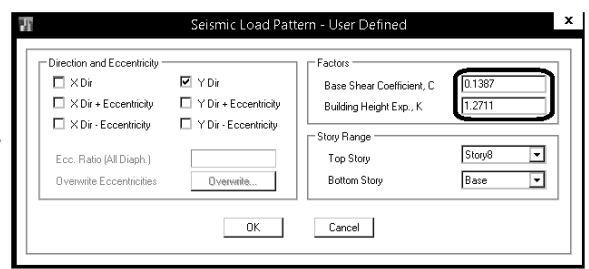 Seismic Load Pattern - User Defined
x
Direction and Eccentricity
X Dir
Y Dir
X Dir + Eccentricity
Y Dir + Eccentricity
X Dir - Eccentricity
Y Dir - Eccentricity
Ecc. Ratio (All Diaph.)
Overwrite Eccentricities
Overwrite...
Factors
Base Shear Coefficient, C
0.1387
Building Height Exp., K
1.2711
Story Range
Top Story
Story8
Bottom Story
Base
OK
Cancel